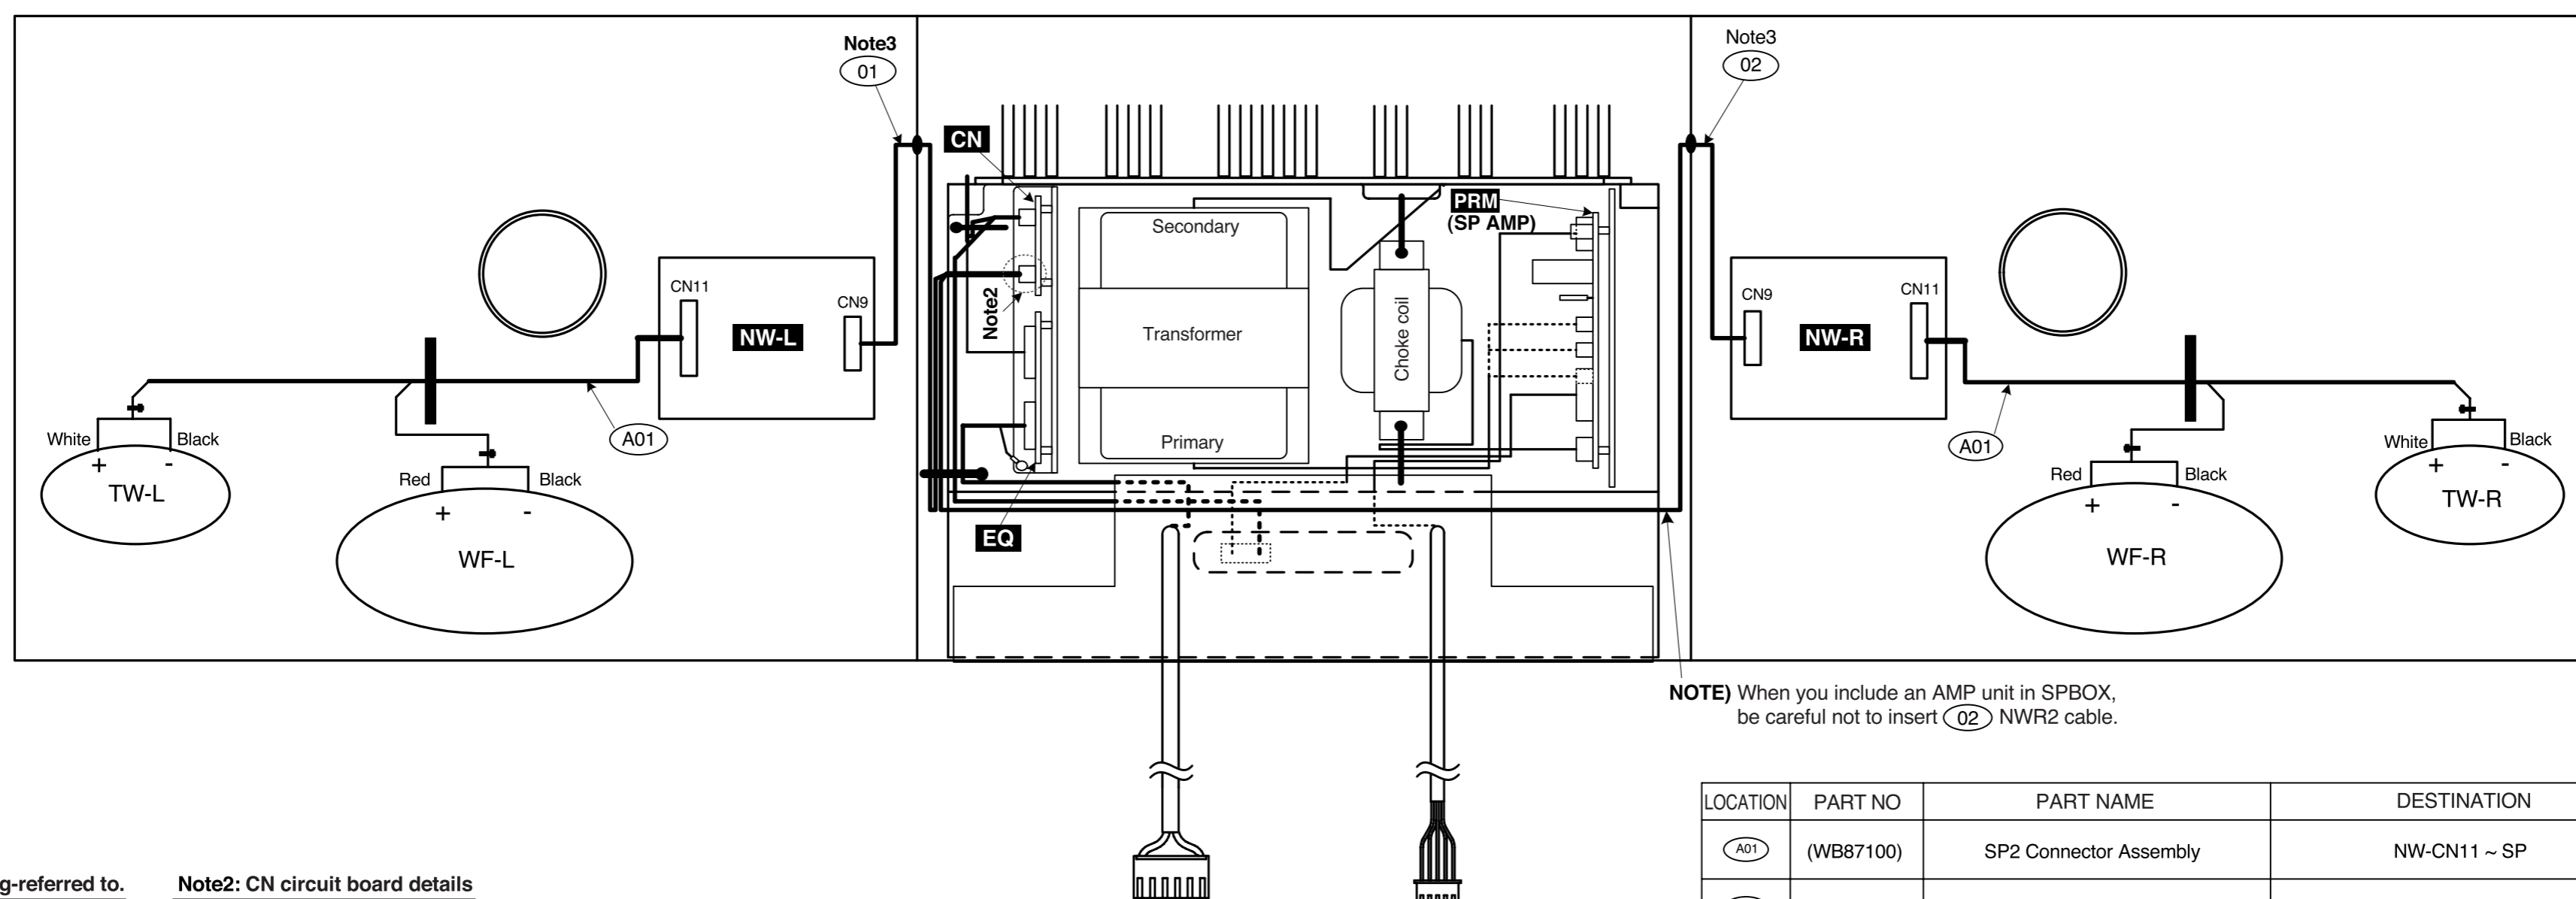 Note3
01
Note3
02
CN
PRM
(SP AMP)
Secondary
Note2
CN11
CN9
NW-L
Transformer
Choke coil
CN9
CN11
NW-R
Primary
White
Black
+
-
TW-L
A01
Red
Black
+
-
WF-L
EQ
A01
Red
Black
+
-
WF-R
White
Black
+
-
TW-R
NOTE) When you include an AMP unit in SPBOX,
be careful not to insert 02 NWR2 cable.
LOCATION PART NO PART NAME DESTINATION
A01 (WB87100) SP2 Connector Assembly NW-CN11 ~ SP
g-referred to.
Note2: CN circuit board details